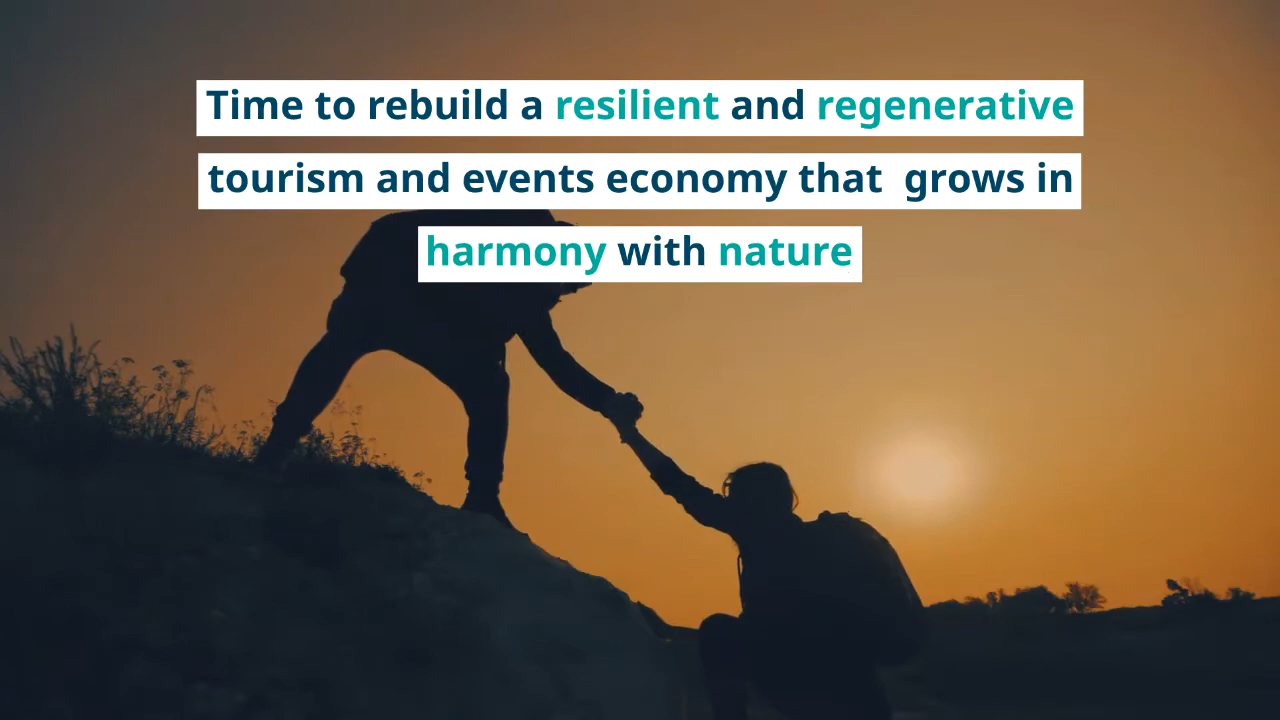 Time to rebuild a resilient and regenerative
tourism and events economy that  grows in
harmony with nature